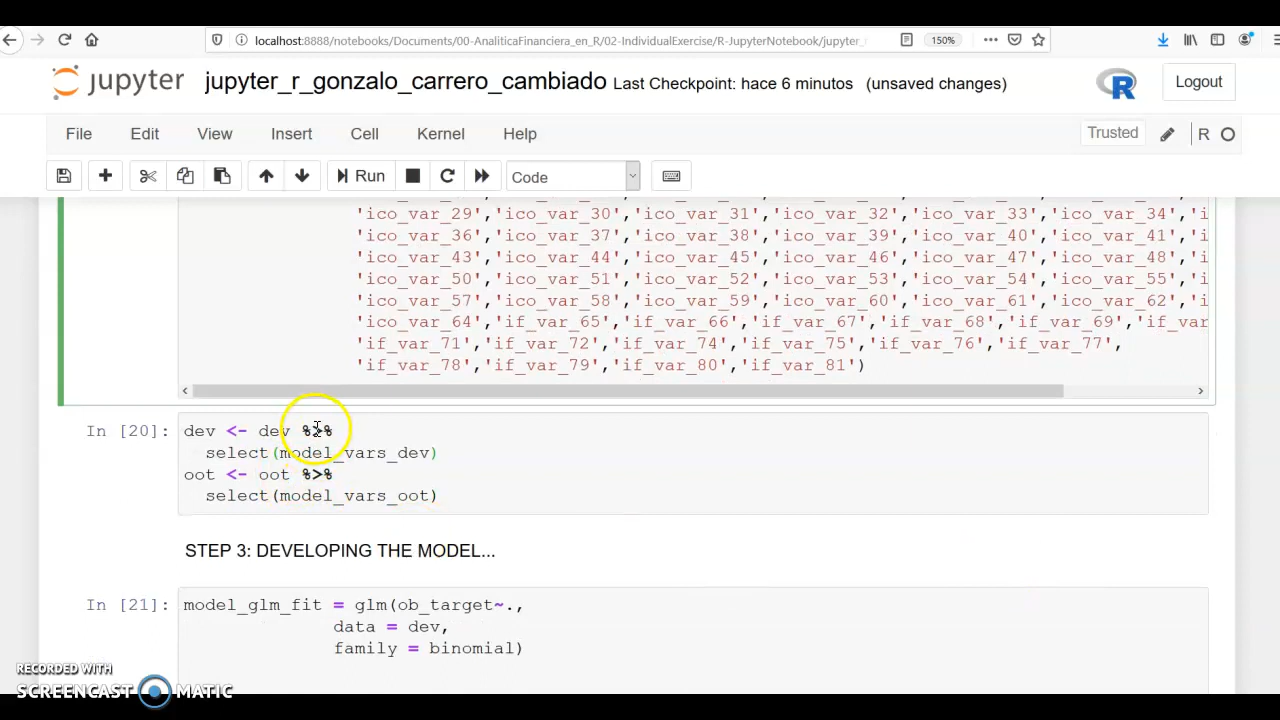 localhost:8888/notebooks/Documents/00-AnaliticaFinanciera_en_R/02-IndividualExercise/R-JupyterNotebook/jupyter_r
150%
jupyter jupyter_r_gonzalo_carrero_cambiado Last Checkpoint: hace 6 minutos (unsaved changes) R Logout
File Edit View Insert Cell Kernel Help Trusted R
Run Code
'ico_var_29','ico_var_30','ico_var_31','ico_var_32','ico_var_33','ico_var_34','i
'ico_var_36','ico_var_37','ico_var_38','ico_var_39','ico_var_40','ico_var_41','i
'ico_var_43','ico_var_44','ico_var_45','ico_var_46','ico_var_47','ico_var_48','i
'ico_var_50','ico_var_51','ico_var_52','ico_var_53','ico_var_54','ico_var_55','i
'ico_var_57','ico_var_58','ico_var_59','ico_var_60','ico_var_61','ico_var_62','i
'ico_var_64','if_var_65','if_var_66','if_var_67','if_var_68','if_var_69','if_var
'if_var_71','if_var_72','if_var_74','if_var_75','if_var_76','if_var_77',
'if_var_78','if_var_79','if_var_80','if_var_81')
In [20]: dev <- dev %>%
select(model_vars_dev)
oot <- oot %>%
select(model_vars_oot)
STEP 3: DEVELOPING THE MODEL...
In [21]: model_glm_fit = glm(ob_target~.,
data = dev,
family = binomial)
RECORDED WITH
SCREENCAST MATIC